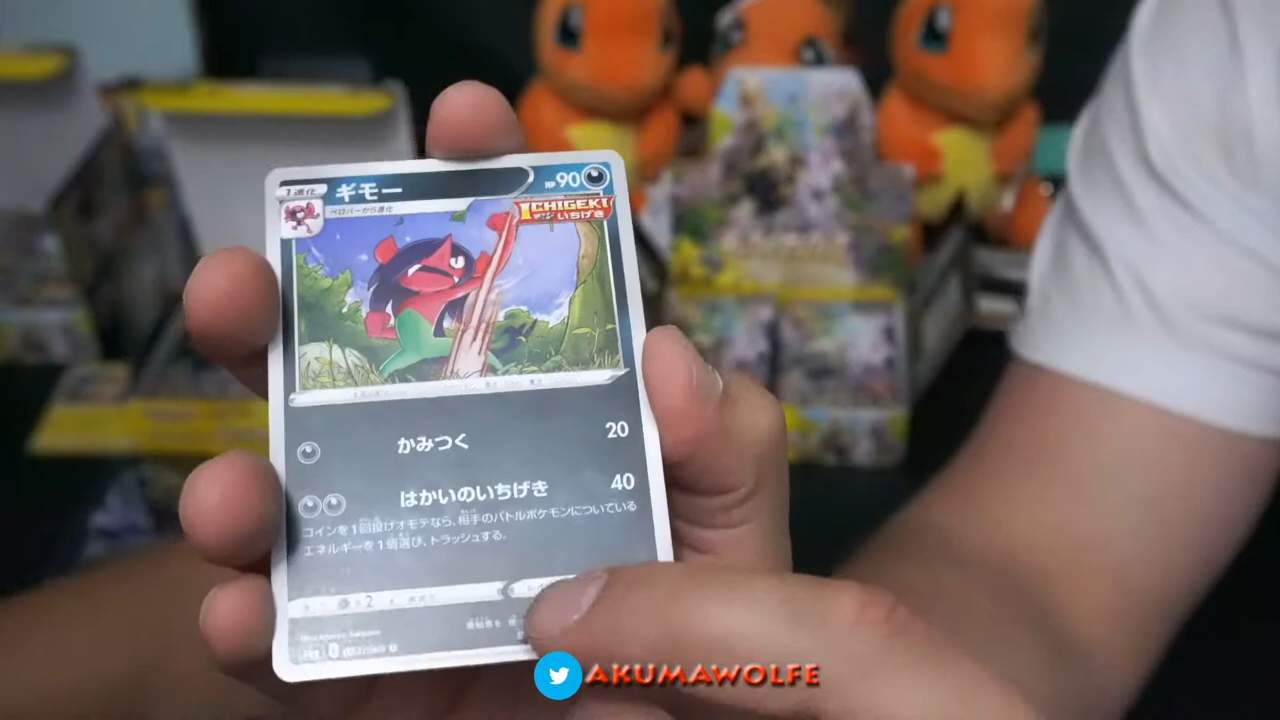 1進化 ギモー HP90
ベロバーから進化
ICHIGEKI
いちげき
かみつく 20
はかいのいちげき 40
コインを1回投げオモテなら、相手のバトルポケモンについている
エネルギーを1個選び、トラッシュする。
AKUMAWOLFE